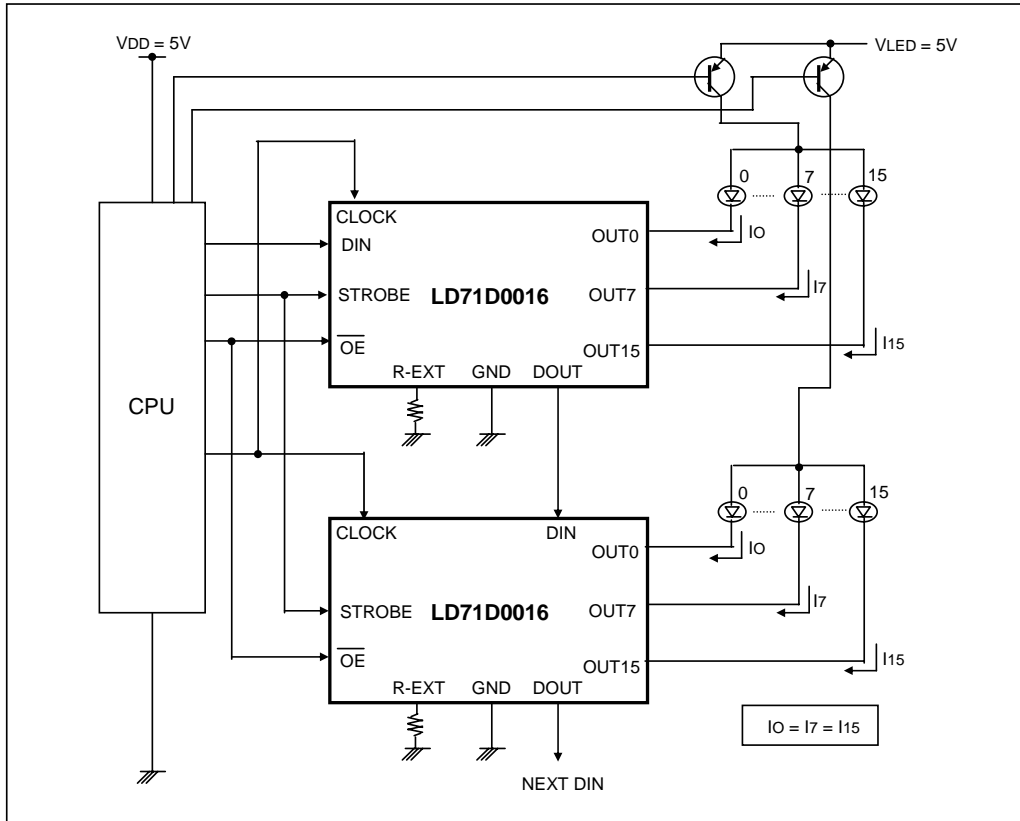 VDD = 5V
VLED = 5V
0 ........ 7 ........ 15
CLOCK
DIN
STROBE
OE
LD71D0016
OUT0
OUT7
OUT15
R-EXT GND DOUT
IO
I7
I15
CPU
0 ........ 7 ........ 15
CLOCK
DIN
STROBE
OE
LD71D0016
OUT0
OUT7
OUT15
R-EXT GND DOUT
IO
I7
I15
IO = I7 = I15
NEXT DIN